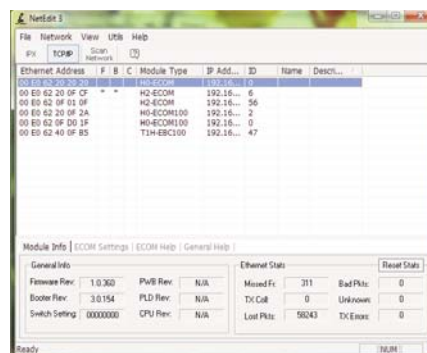 NetEdit 3
File Network View Utils Help
IPX TCP/IP Scan Network
Ethernet Address F B C Module Type IP Add... ID Name Descri...
00 E0 62 20 20 20 H0-ECOM 192.16... 0
00 E0 62 20 0F CF * * H2-ECOM 192.16... 6
00 E0 62 0F 01 0F H2-ECOM 192.16... 56
00 E0 62 20 0F 2A H0-ECOM100 192.16... 2
00 E0 62 0F D0 1F H0-ECOM100 192.16... 0
00 E0 62 40 0F B5 T1H-EBC100 192.16... 47
Module Info ECOM Settings ECOM Help General Help
General Info Ethernet Stats Reset Stats
Firmware Rev: 1.0.360 PWB Rev: N/A Missed Fr: 311 Bad Pkts: 0
Booter Rev: 3.0.154 PLD Rev: N/A TX Coll: 0 Unknown: 0
Switch Setting: 00000000 CPU Rev: N/A Lost Pkts: 58243 TX Errors: 0
Ready NUM